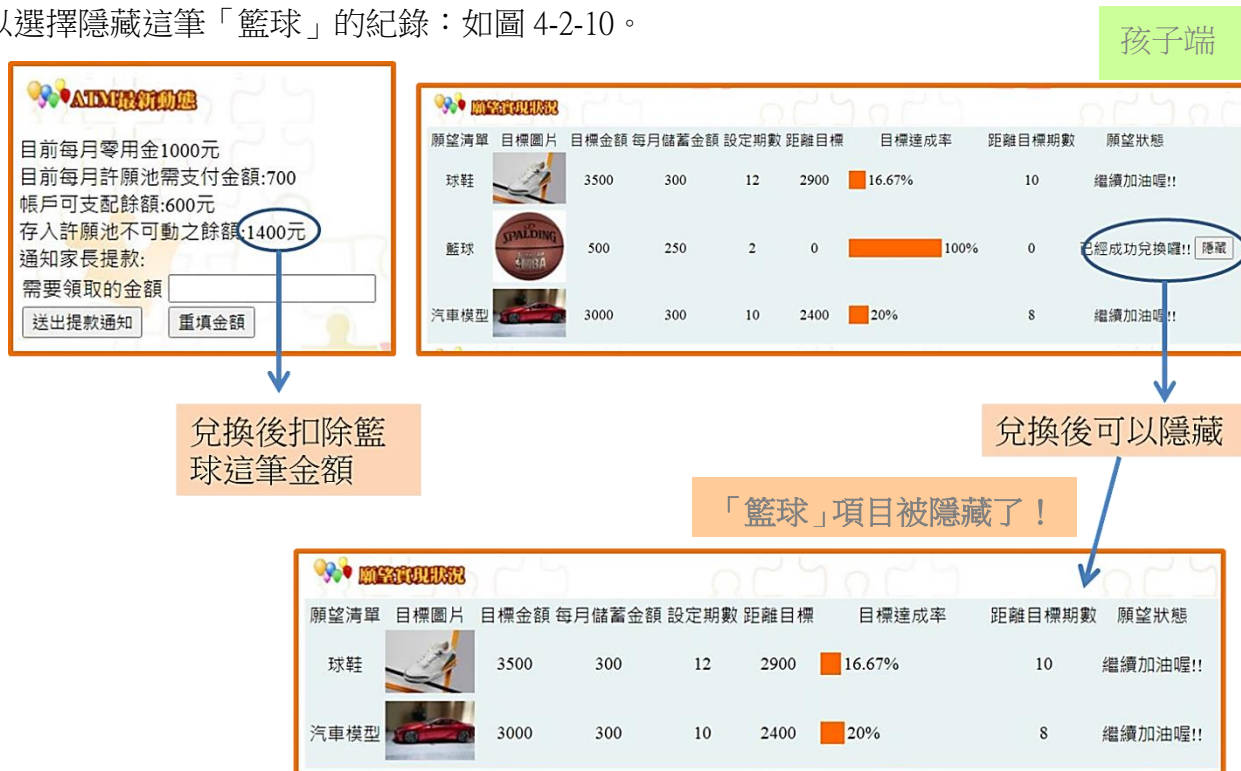 以選擇隱藏這筆「籃球」的紀錄：如圖 4-2-10。
孩子端
ATM最新動態
目前每月零用金1000元
目前每月許願池需支付金額:700
帳戶可支配餘額:600元
存入許願池不可動之餘額:1400元
通知家長提款:
需要領取的金額
送出提款通知 重填金額
願望實現狀況
願望清單 目標圖片 目標金額 每月儲蓄金額 設定期數 距離目標 目標達成率 距離目標期數 願望狀態
球鞋 3500 300 12 2900 16.67% 10 繼續加油喔!!
籃球 SPALDING 500 250 2 0 100% 0 已經成功兌換囉!! 隱藏
汽車模型 3000 300 10 2400 20% 8 繼續加油喔!!
兌換後扣除籃
球這筆金額
兌換後可以隱藏
「籃球」項目被隱藏了！
願望實現狀況
願望清單 目標圖片 目標金額 每月儲蓄金額 設定期數 距離目標 目標達成率 距離目標期數 願望狀態
球鞋 3500 300 12 2900 16.67% 10 繼續加油喔!!
汽車模型 3000 300 10 2400 20% 8 繼續加油喔!!